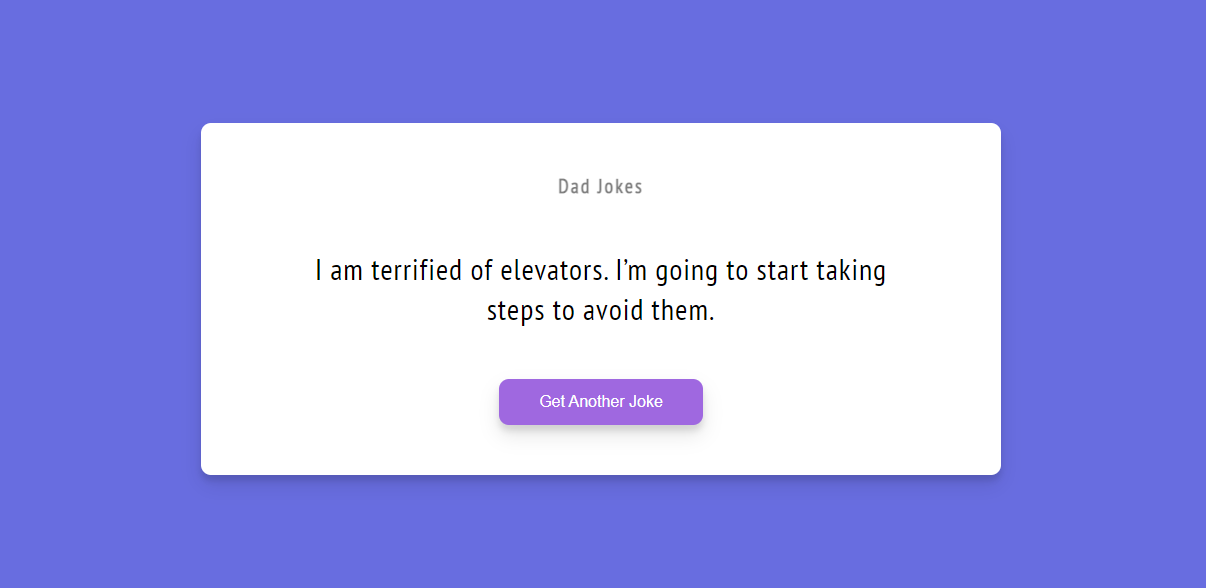 Dad Jokes
I am terrified of elevators. I’m going to start taking
steps to avoid them.
Get Another Joke